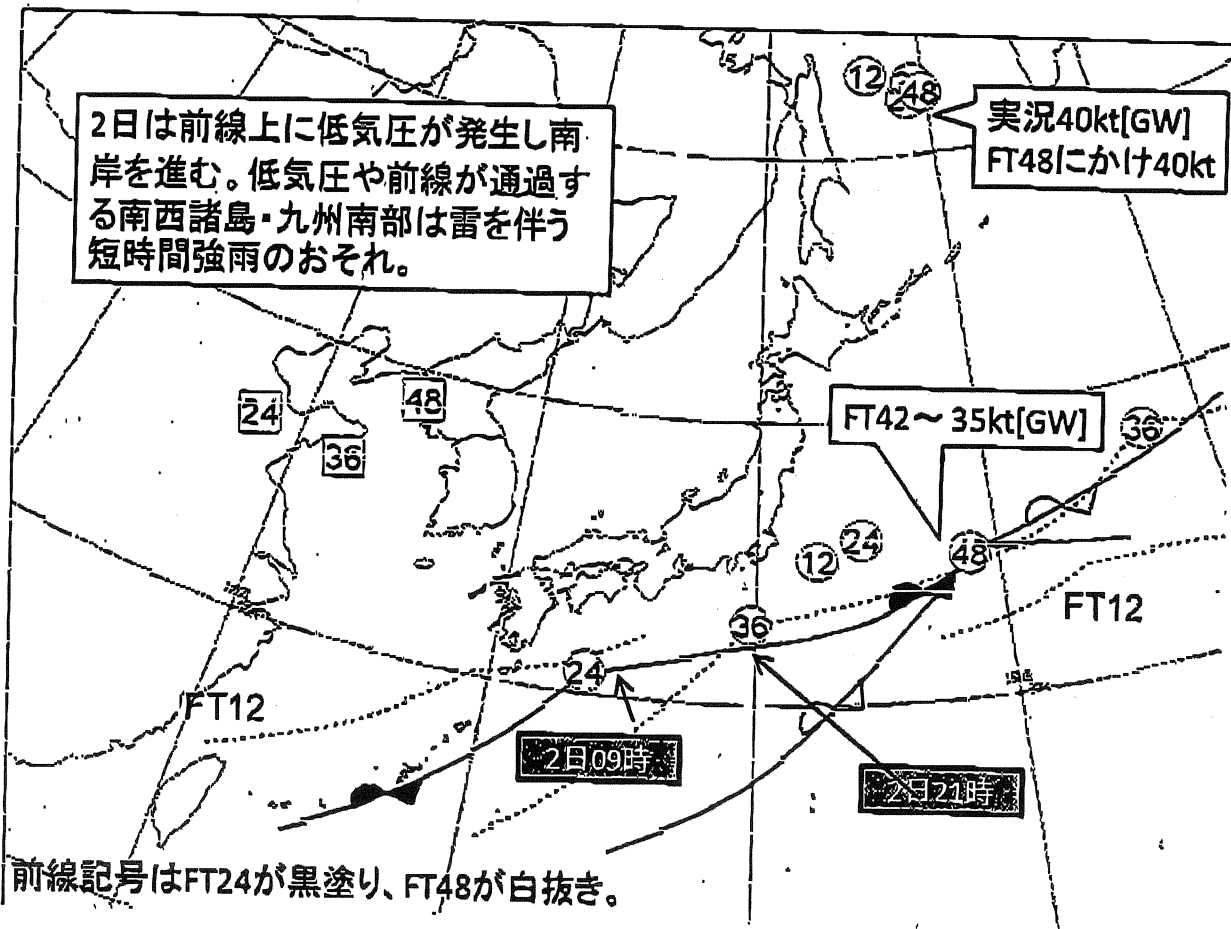 12
48
実況40kt[GW]
FT48にかけ40kt
2日は前線上に低気圧が発生し南
岸を進む。低気圧や前線が通過す
る南西諸島・九州南部は雷を伴う
短時間強雨のおそれ。
24
48
36
FT42～ 35kt[GW]
36
12
24
48
FT12
36
24
FT12
2日09時
2日21時
前線記号はFT24が黒塗り、FT48が白抜き。